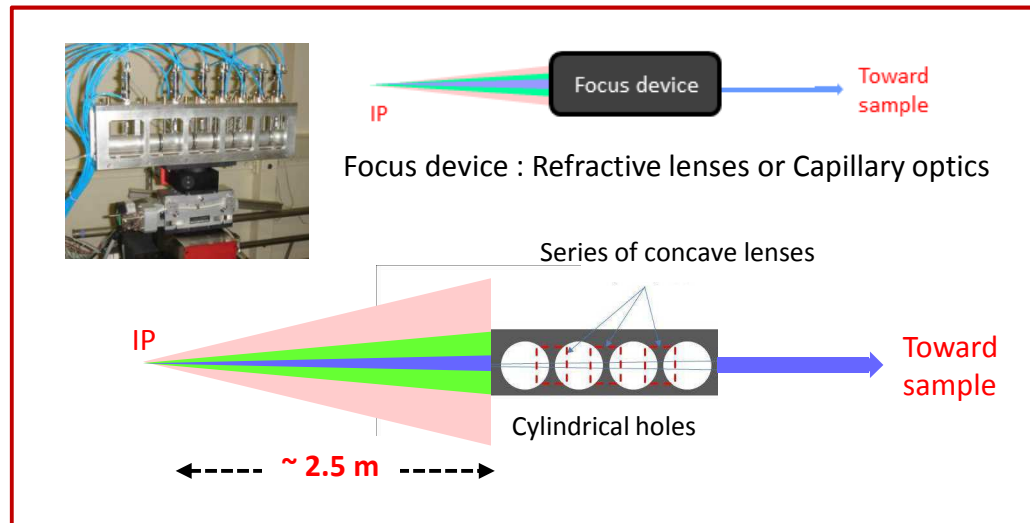 Focus device
IP
Toward
sample
Focus device : Refractive lenses or Capillary optics
Series of concave lenses
IP
Toward
sample
Cylindrical holes
~ 2.5 m